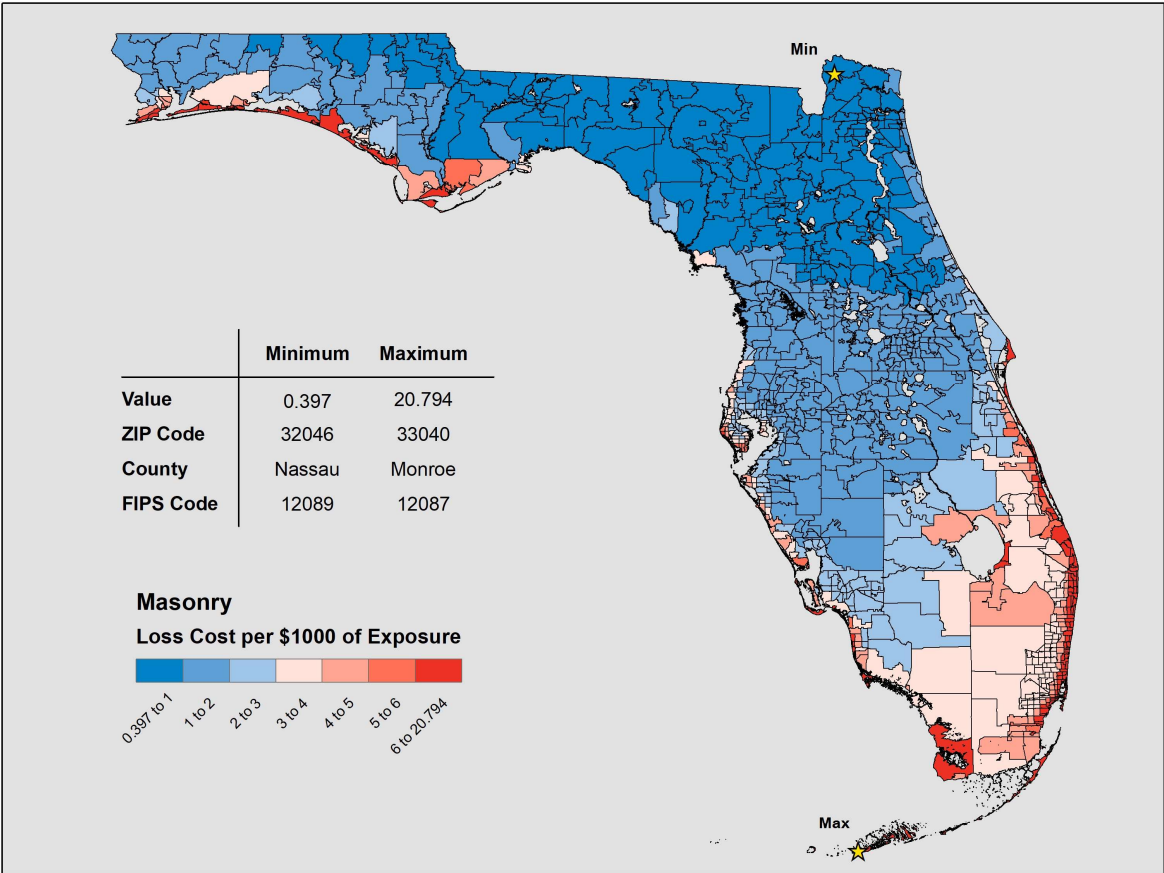 Min
Minimum Maximum
Value 0.397 20.794
ZIP Code 32046 33040
County Nassau Monroe
FIPS Code 12089 12087
Masonry
Loss Cost per $1000 of Exposure
0.397 to 1 1 to 2 2 to 3 3 to 4 4 to 5 5 to 6 6 to 20.794
Max